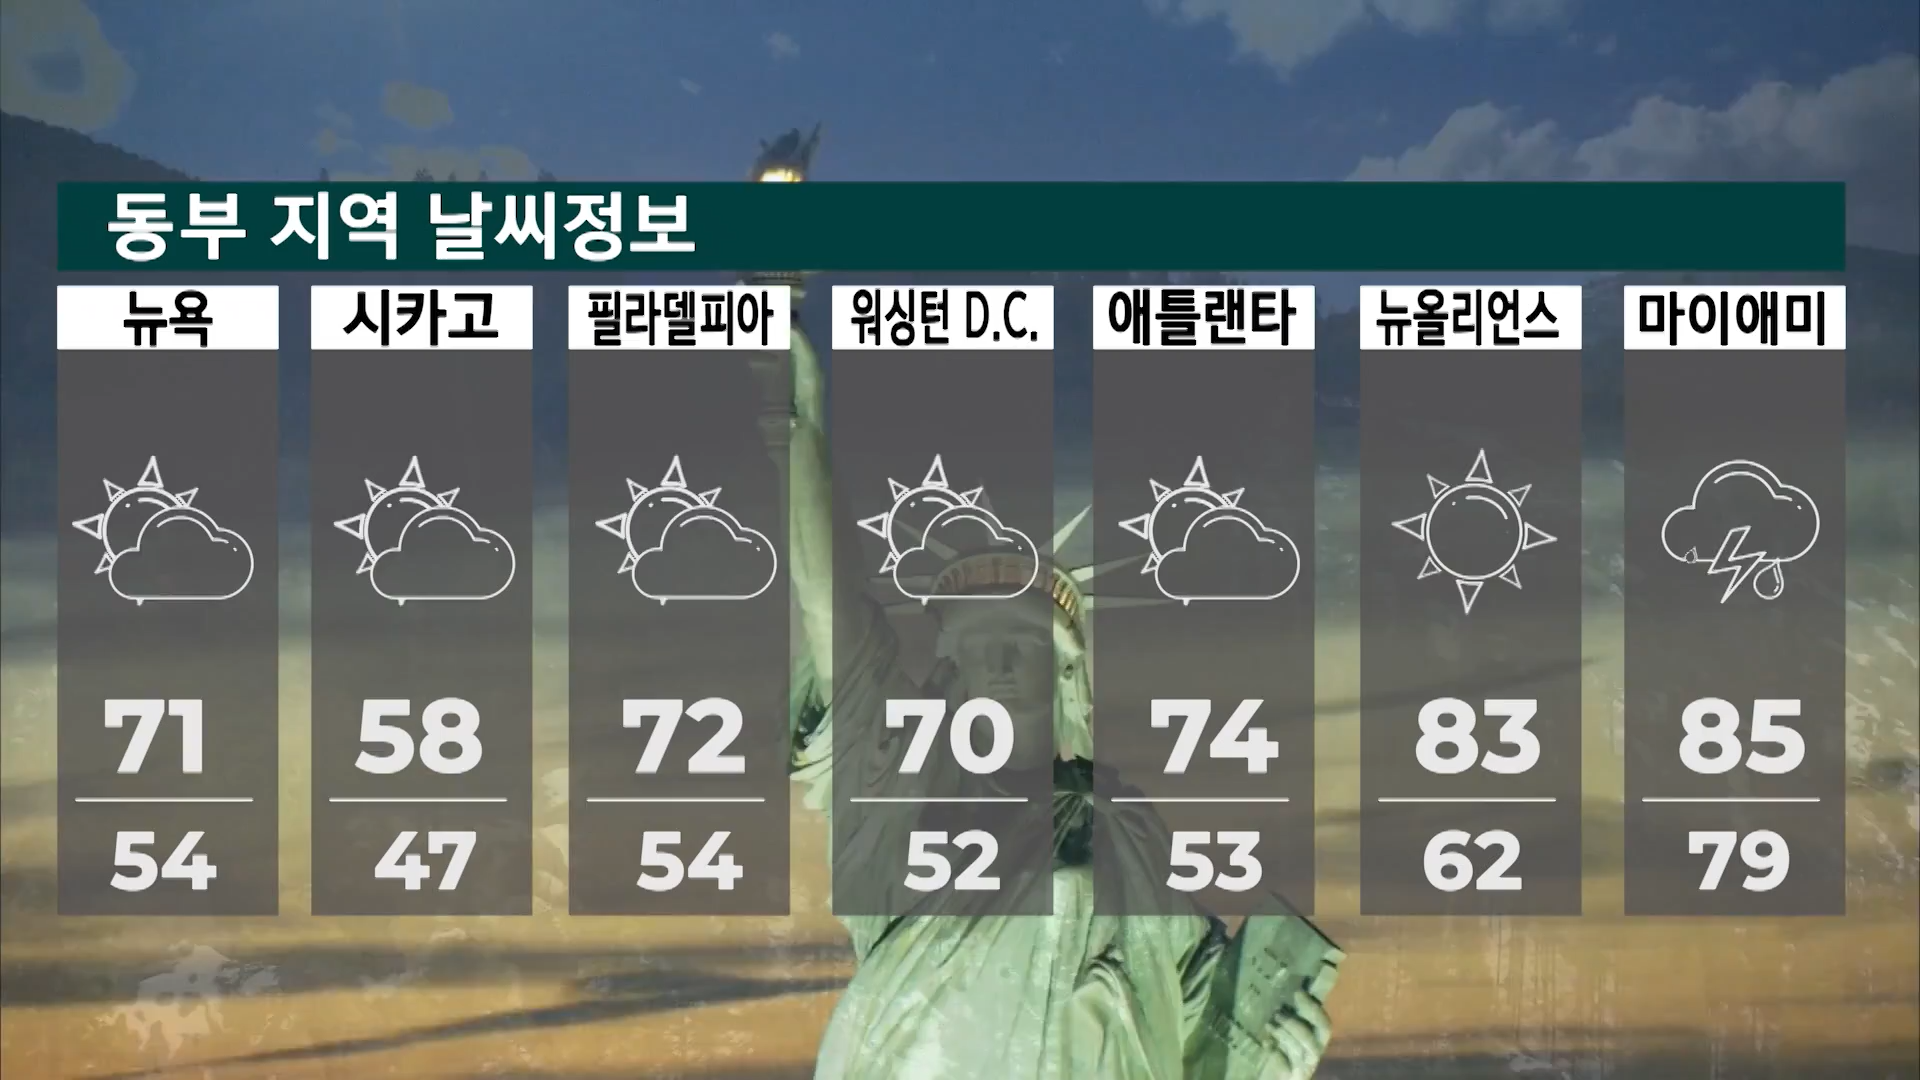 동부 지역 날씨정보
뉴욕 시카고 필라델피아 워싱턴 D.C. 애틀랜타 뉴올리언스 마이애미
71 58 72 70 74 83 85
54 47 54 52 53 62 79